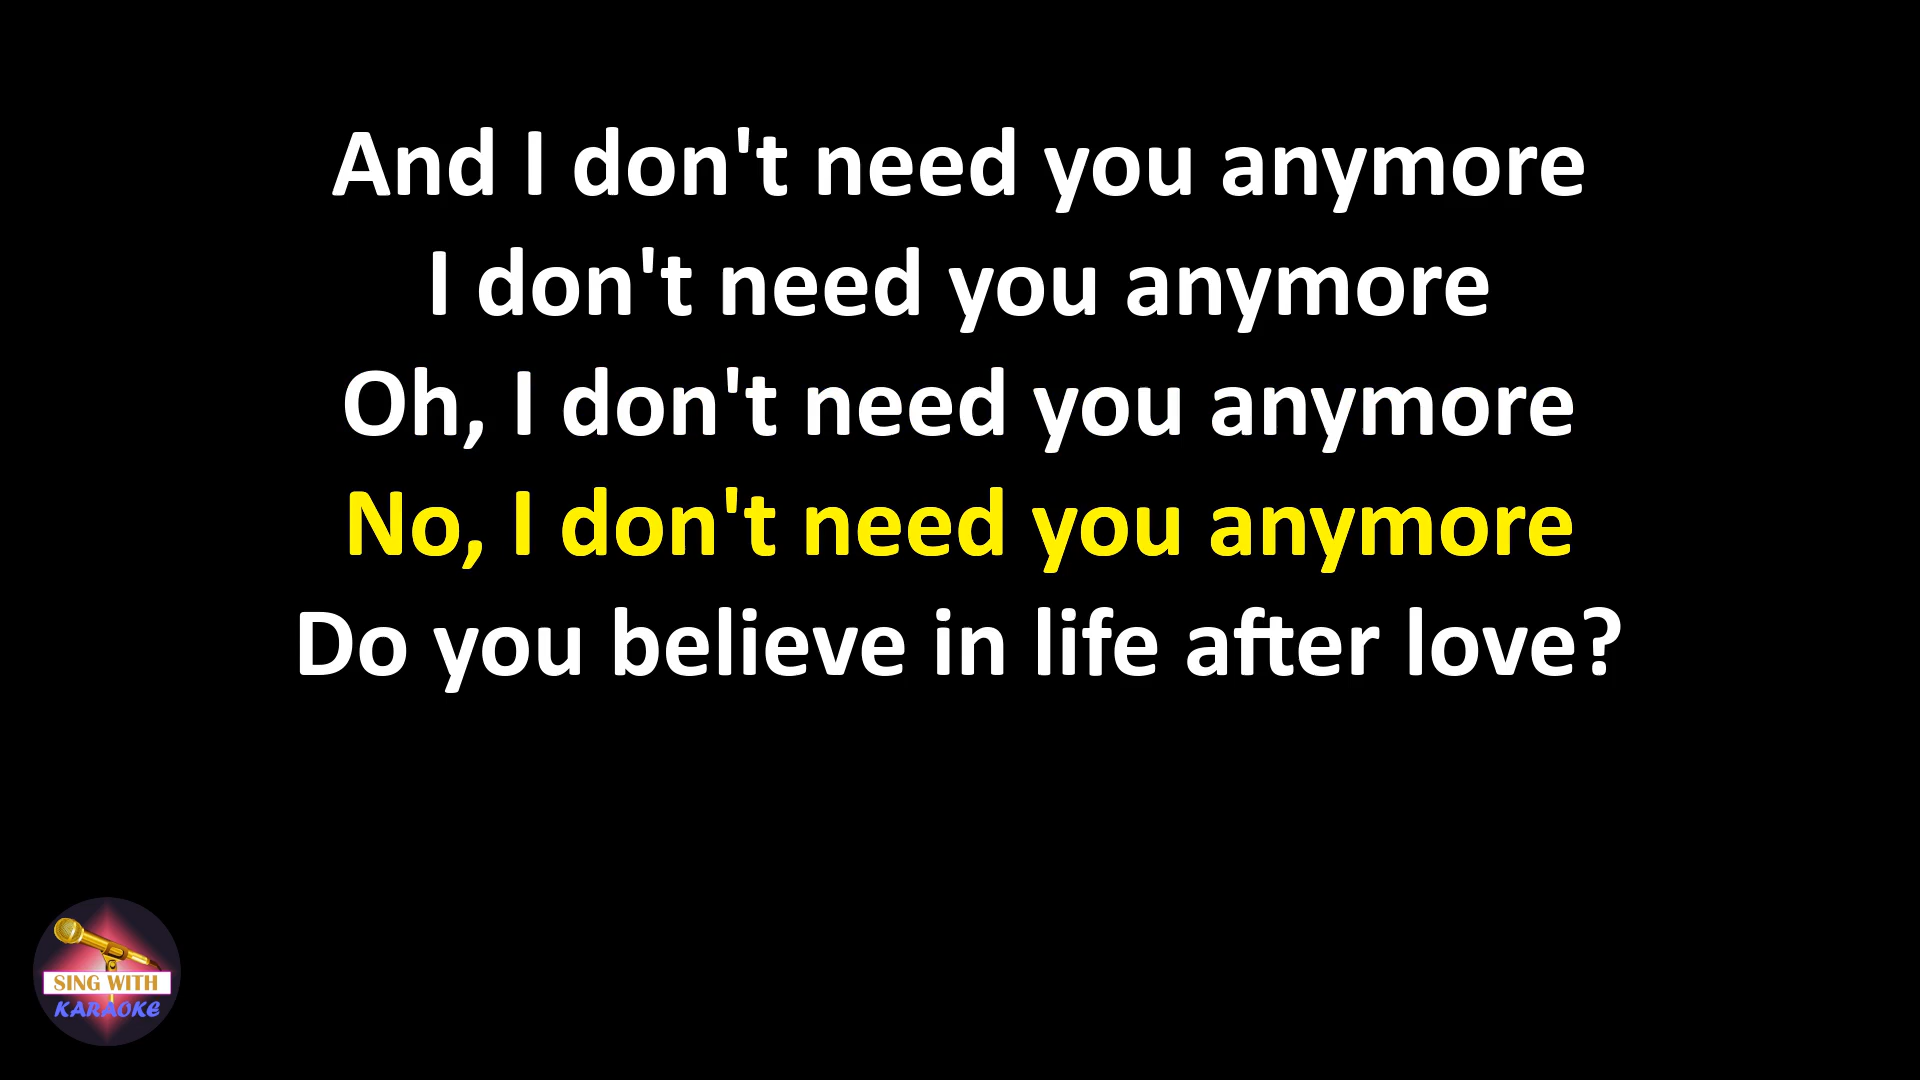 And I don't need you anymore
I don't need you anymore
Oh, I don't need you anymore
No, I don't need you anymore
Do you believe in life after love?
SING WITH
KARAOKE